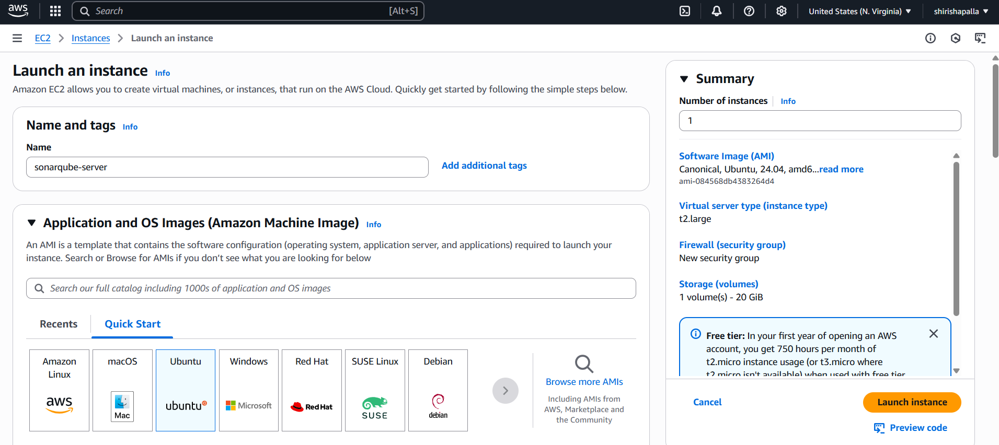 aws
Search
[Alt+S]
United States (N. Virginia)
shirishapalla
EC2
Instances
Launch an instance
Launch an instance
Info
Amazon EC2 allows you to create virtual machines, or instances, that run on the AWS Cloud. Quickly get started by following the simple steps below.
Name and tags
Info
Name
sonarqube-server
Add additional tags
Application and OS Images (Amazon Machine Image)
Info
An AMI is a template that contains the software configuration (operating system, application server, and applications) required to launch your
instance. Search or Browse for AMIs if you don’t see what you are looking for below
Search our full catalog including 1000s of application and OS images
Recents
Quick Start
Amazon
Linux
aws
macOS
Mac
Ubuntu
ubuntu
Windows
Microsoft
Red Hat
Red Hat
SUSE Linux
SUSE
Debian
debian
Browse more AMIs
Including AMIs from
AWS, Marketplace and
the Community
Summary
Number of instances
Info
1
Software Image (AMI)
Canonical, Ubuntu, 24.04, amd6...read more
ami-084568db4383264d4
Virtual server type (instance type)
t2.large
Firewall (security group)
New security group
Storage (volumes)
1 volume(s) - 20 GiB
Free tier: In your first year of opening an AWS
account, you get 750 hours per month of
t2.micro instance usage (or t3.micro where
t2.micro isn't available) when used with free tier
Cancel
Launch instance
Preview code